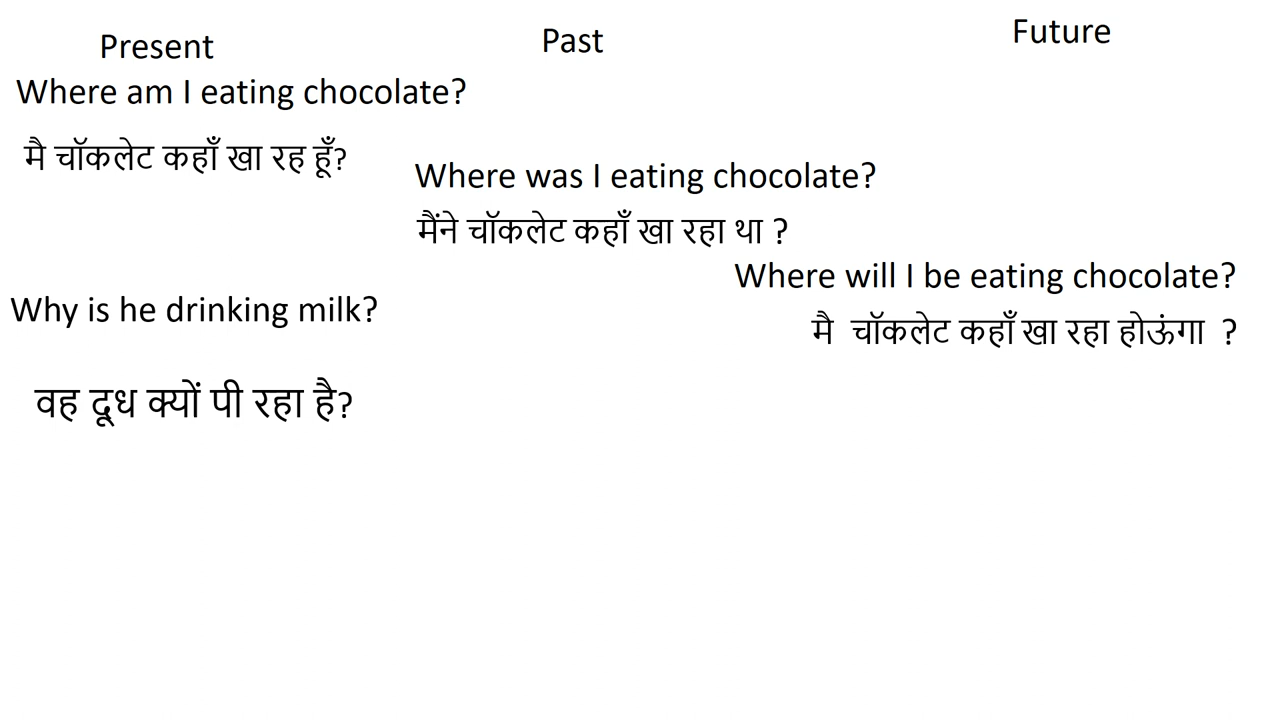 Present
Past
Future
Where am I eating chocolate?
मै चॉकलेट कहाँ खा रह हूँ?
Where was I eating chocolate?
मैंने चॉकलेट कहाँ खा रहा था ?
Where will I be eating chocolate?
मै चॉकलेट कहाँ खा रहा होऊंगा ?
Why is he drinking milk?
वह दूध क्यों पी रहा है?